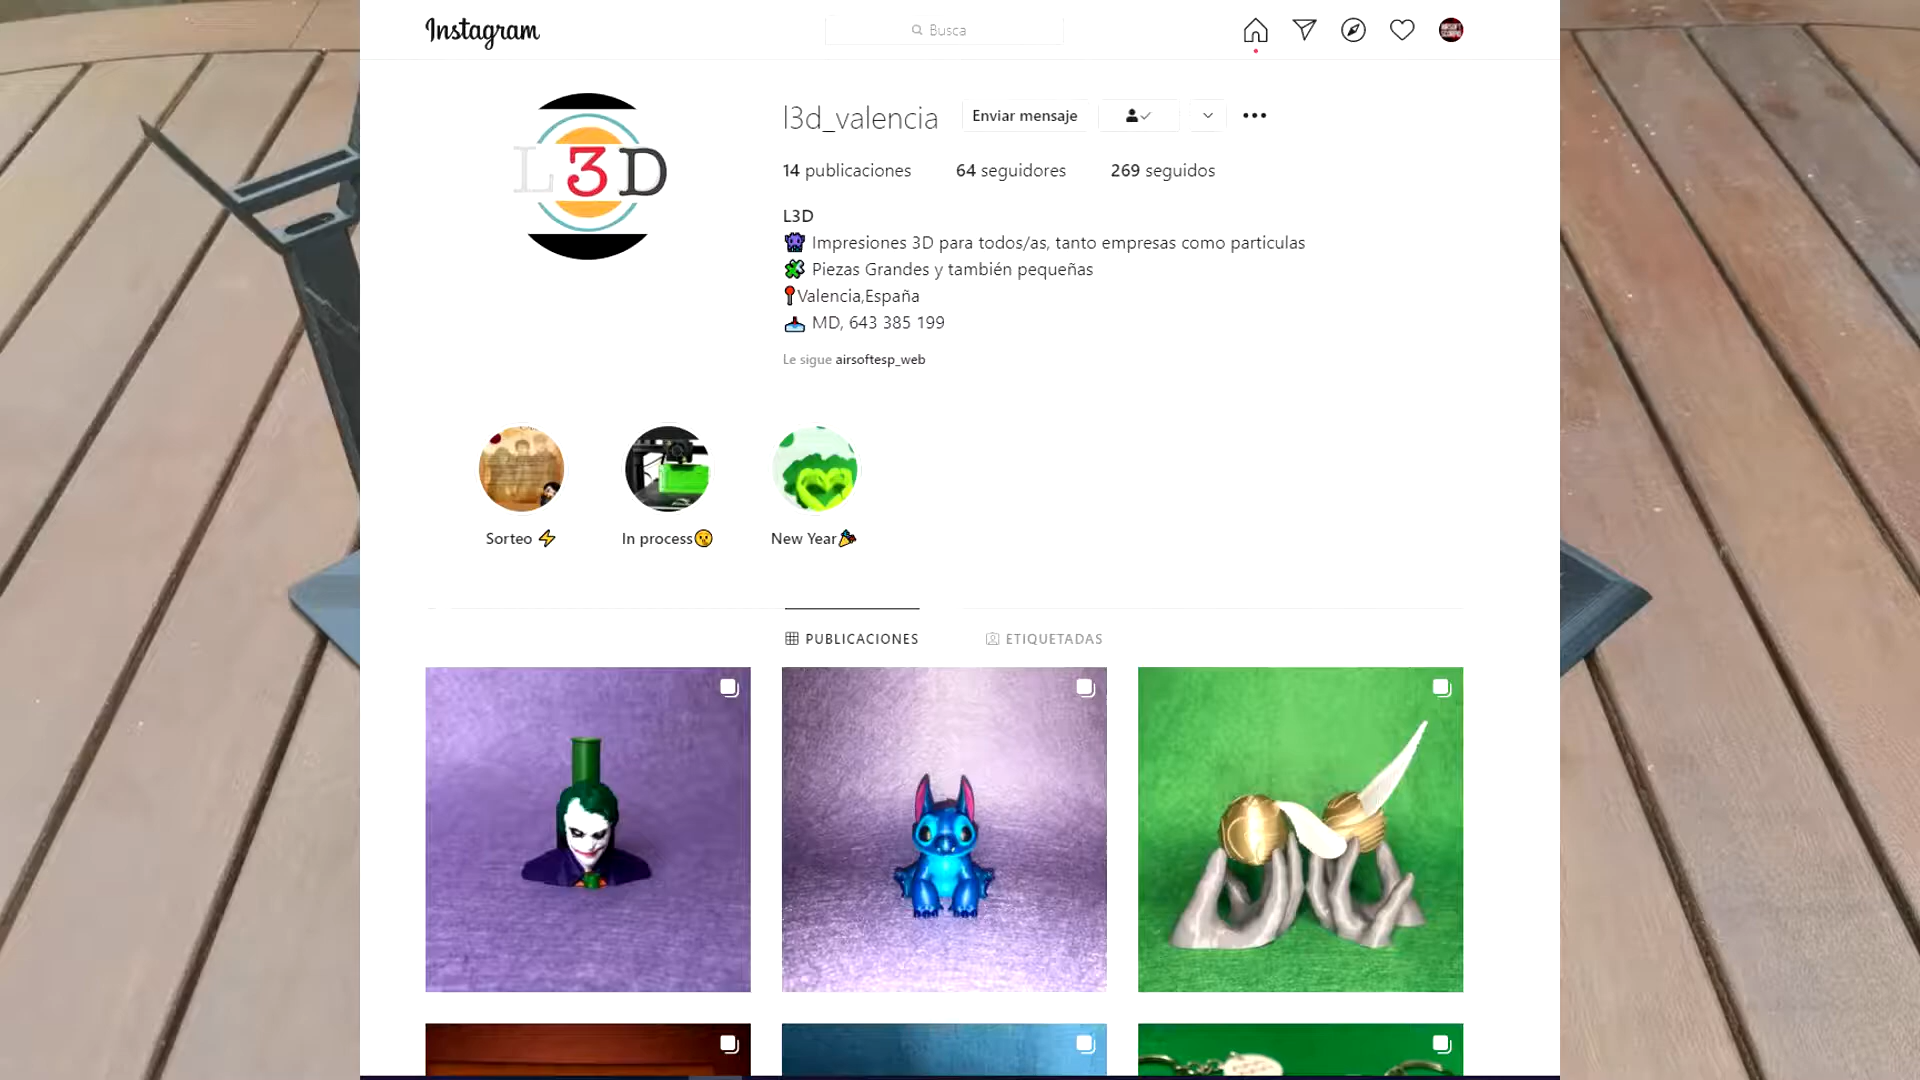 Instagram
Busca
L3D
l3d_valencia
Enviar mensaje
14 publicaciones
64 seguidores
269 seguidos
L3D
Impresiones 3D para todos/as, tanto empresas como particulas
Piezas Grandes y también pequeñas
Valencia,España
MD, 643 385 199
Le sigue airsoftesp_web
Sorteo
In process
New Year
PUBLICACIONES
ETIQUETADAS